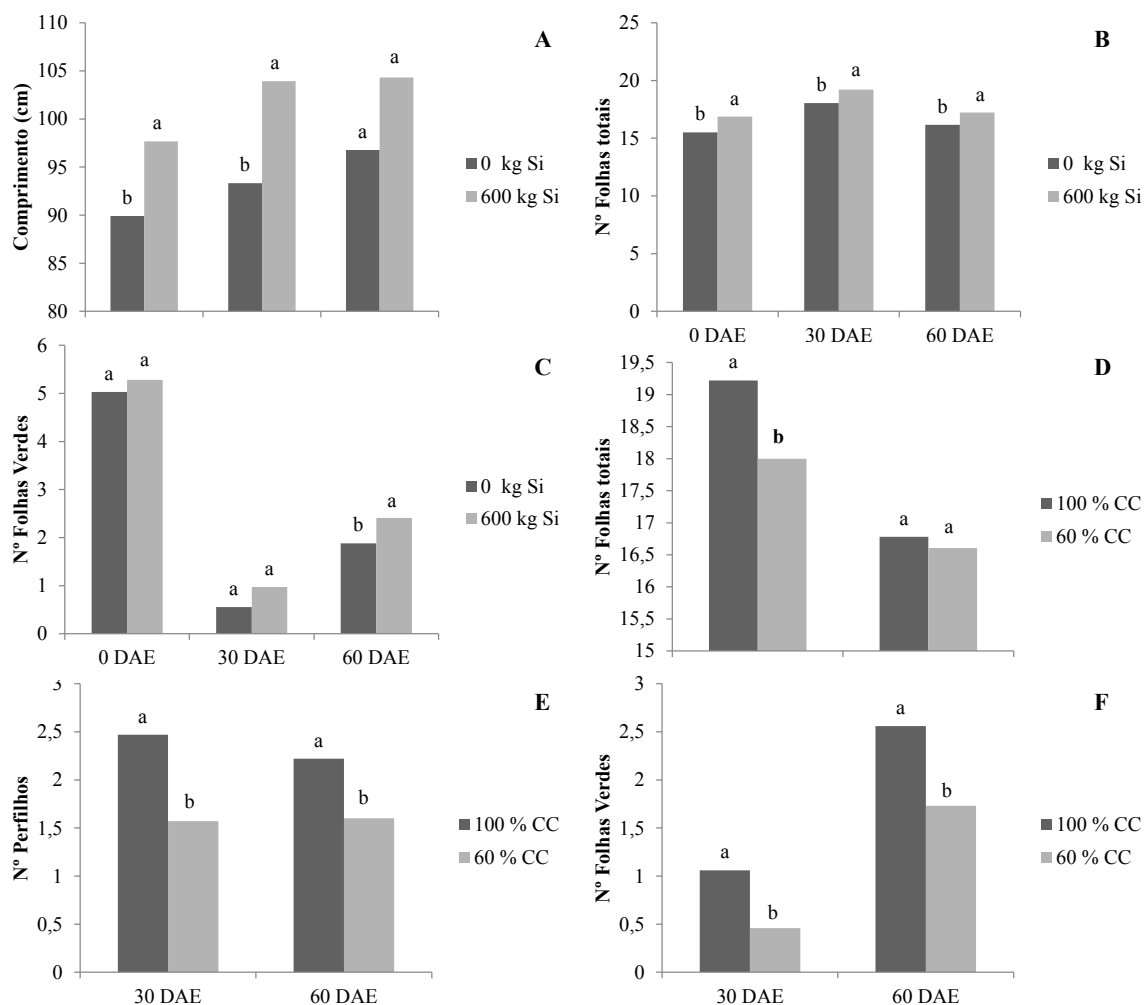 A
Comprimento (cm)
110
105
100
95
90
85
80
b
a
b
a
a
a
0 kg Si
600 kg Si
B
Nº Folhas totais
25
20
15
10
5
0
b
a
b
a
b
a
0 DAE
30 DAE
60 DAE
0 kg Si
600 kg Si
C
Nº Folhas Verdes
6
5
4
3
2
1
0
a
a
a
a
b
a
0 DAE
30 DAE
60 DAE
0 kg Si
600 kg Si
D
Nº Folhas totais
19,5
19
18,5
18
17,5
17
16,5
16
15,5
15
a
b
a
a
100 % CC
60 % CC
E
Nº Perfilhos
3
2,5
2
1,5
1
0,5
0
a
b
a
b
30 DAE
60 DAE
100 % CC
60 % CC
F
Nº Folhas Verdes
3
2,5
2
1,5
1
0,5
0
a
b
a
b
30 DAE
60 DAE
100 % CC
60 % CC